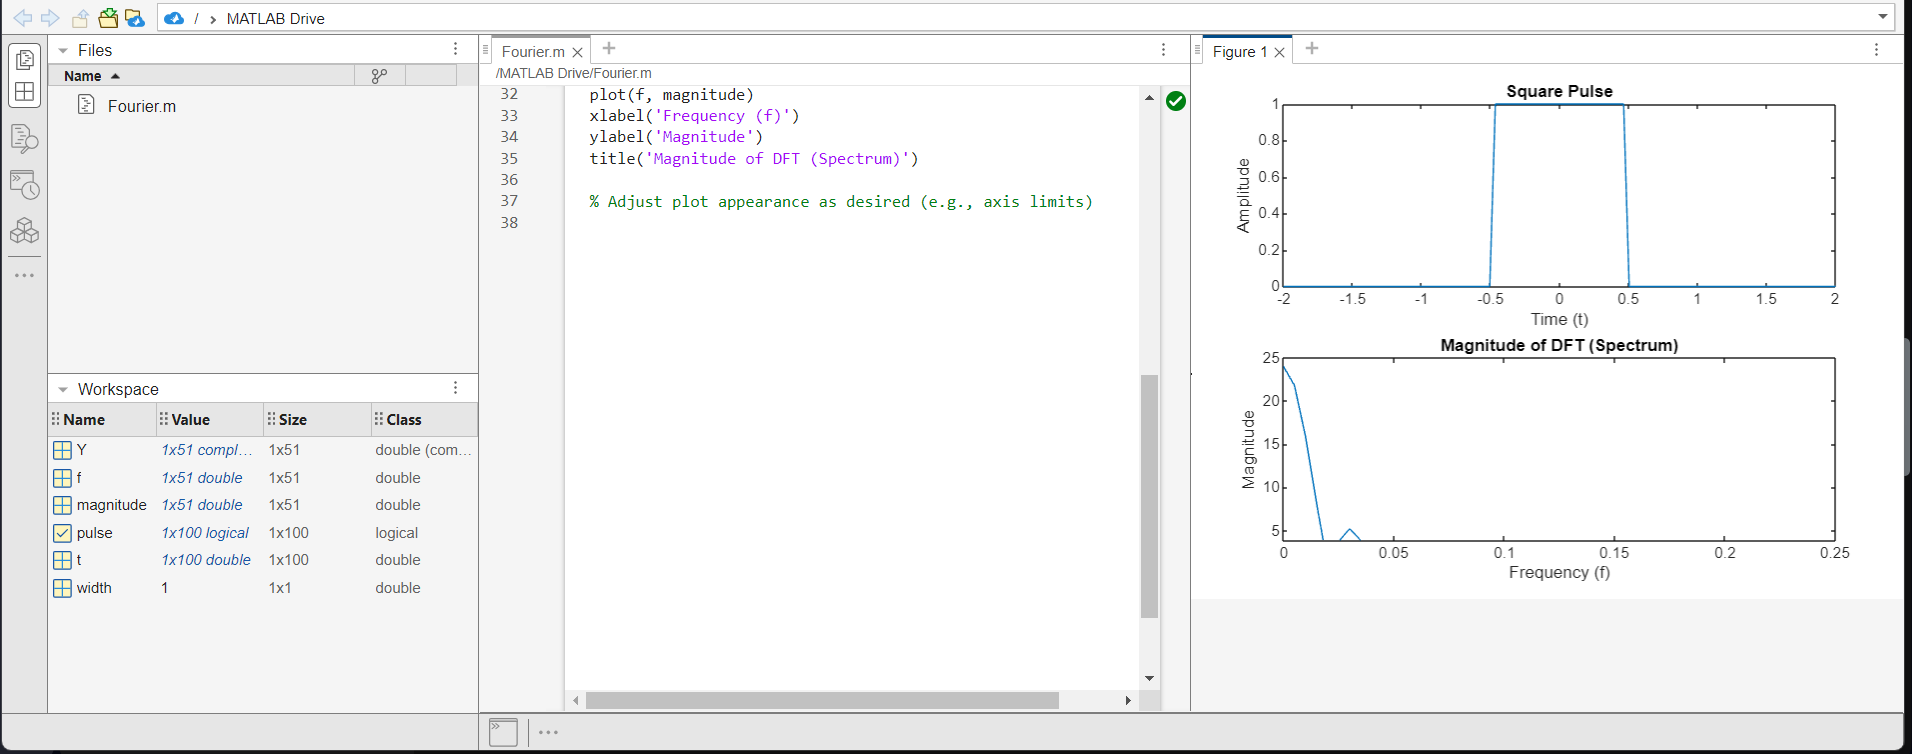 / › MATLAB Drive
Files
Name
Fourier.m
Workspace
Name Value Size Class
Y 1x51 compl... 1x51 double (com...
f 1x51 double 1x51 double
magnitude 1x51 double 1x51 double
pulse 1x100 logical 1x100 logical
t 1x100 double 1x100 double
width 1 1x1 double
Fourier.m
/MATLAB Drive/Fourier.m
32 plot(f, magnitude)
33 xlabel('Frequency (f)')
34 ylabel('Magnitude')
35 title('Magnitude of DFT (Spectrum)')
36
37 % Adjust plot appearance as desired (e.g., axis limits)
38
Figure 1
Square Pulse
1
0.8
0.6
0.4
0.2
0
Amplitude
-2 -1.5 -1 -0.5 0 0.5 1 1.5 2
Time (t)
Magnitude of DFT (Spectrum)
25
20
15
10
5
Magnitude
0 0.05 0.1 0.15 0.2 0.25
Frequency (f)